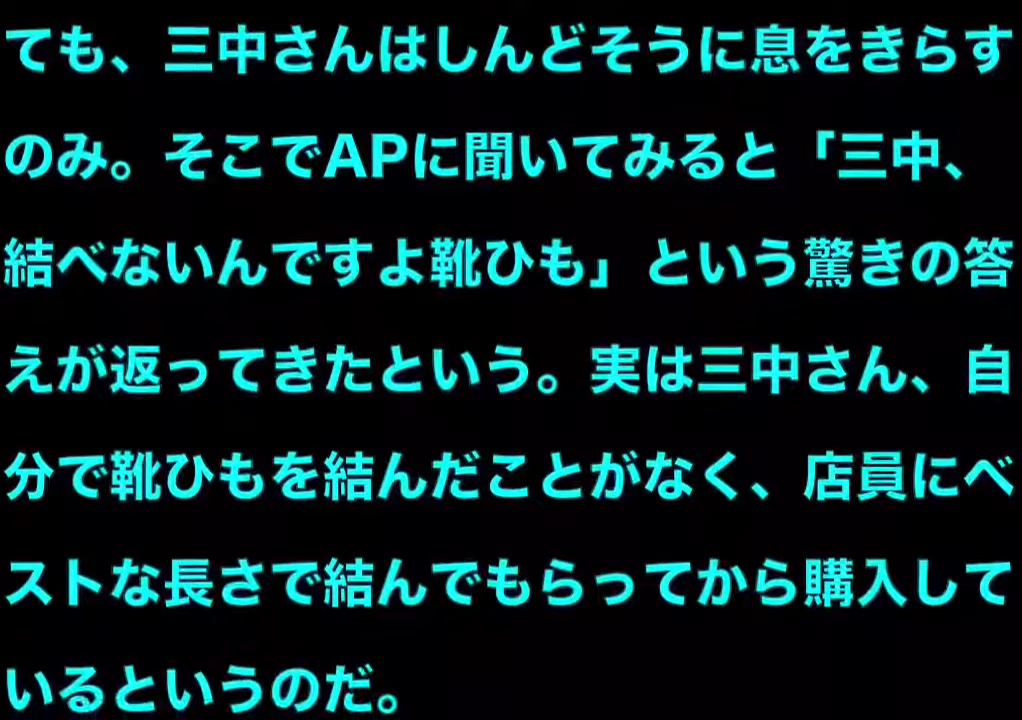 ても、三中さんはしんどそうに息をきらす
のみ。そこでAPに聞いてみると「三中、
結べないんですよ靴ひも」という驚きの答
えが返ってきたという。実は三中さん、自
分で靴ひもを結んだことがなく、店員にベ
ストな長さで結んでもらってから購入して
いるというのだ。